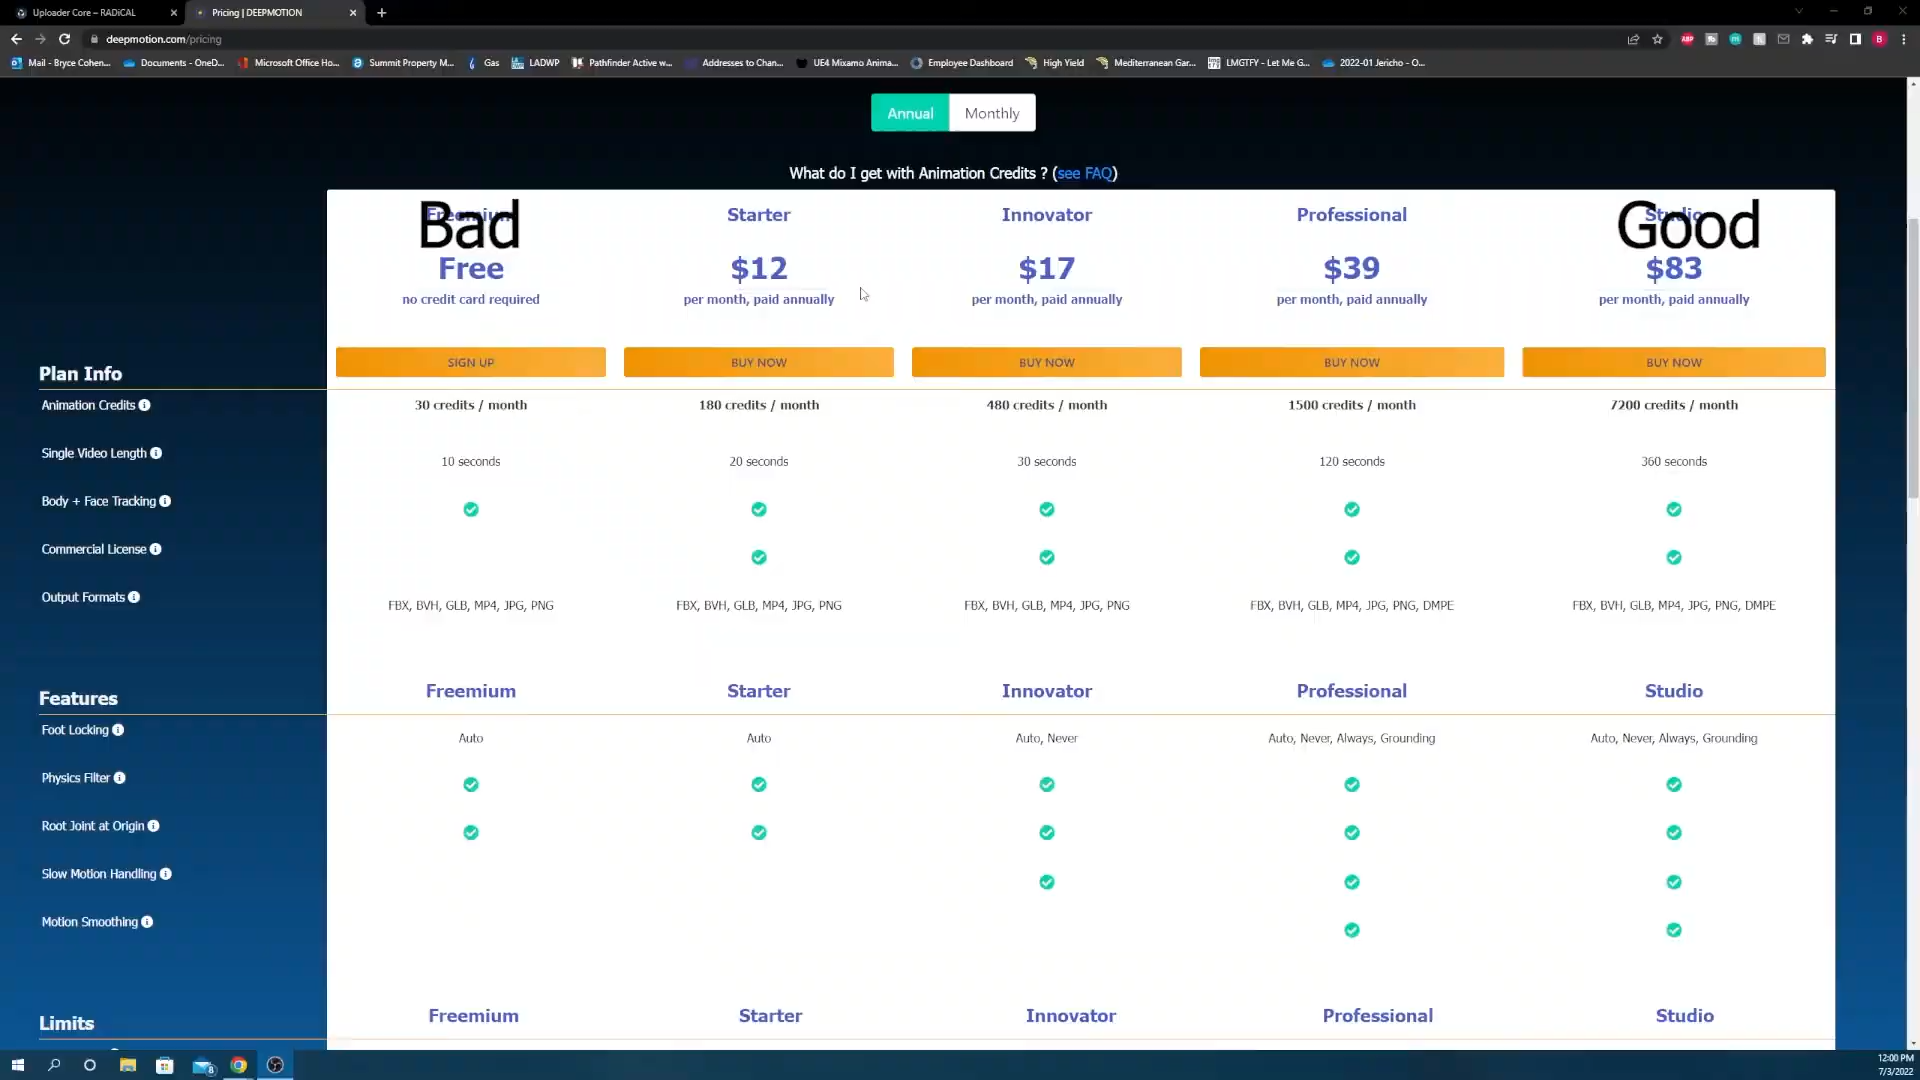 Uploader Core – RADiCAL
Pricing | DEEPMOTION
deepmotion.com/pricing
Mail - Bryce Cohen...
Documents - OneD...
Microsoft Office Ho...
Summit Property M...
Gas
LADWP
Pathfinder Active w...
Addresses to Chan...
UE4 Mixamo Anima...
Employee Dashboard
High Yield
Mediterranean Gar...
LMGTFY - Let Me G...
2022-01 Jericho - O...
Annual
Monthly
What do I get with Animation Credits ? (see FAQ)
Freemium
Bad
Starter
Innovator
Professional
Studio
Good
Free
$12
$17
$39
$83
no credit card required
per month, paid annually
per month, paid annually
per month, paid annually
per month, paid annually
SIGN UP
BUY NOW
BUY NOW
BUY NOW
BUY NOW
Plan Info
Animation Credits
30 credits / month
180 credits / month
480 credits / month
1500 credits / month
7200 credits / month
Single Video Length
10 seconds
20 seconds
30 seconds
120 seconds
360 seconds
Body + Face Tracking
Commercial License
Output Formats
FBX, BVH, GLB, MP4, JPG, PNG
FBX, BVH, GLB, MP4, JPG, PNG
FBX, BVH, GLB, MP4, JPG, PNG
FBX, BVH, GLB, MP4, JPG, PNG, DMPE
FBX, BVH, GLB, MP4, JPG, PNG, DMPE
Features
Freemium
Starter
Innovator
Professional
Studio
Foot Locking
Auto
Auto
Auto, Never
Auto, Never, Always, Grounding
Auto, Never, Always, Grounding
Physics Filter
Root Joint at Origin
Slow Motion Handling
Motion Smoothing
Limits
Freemium
Starter
Innovator
Professional
Studio
12:00 PM
7/3/2022